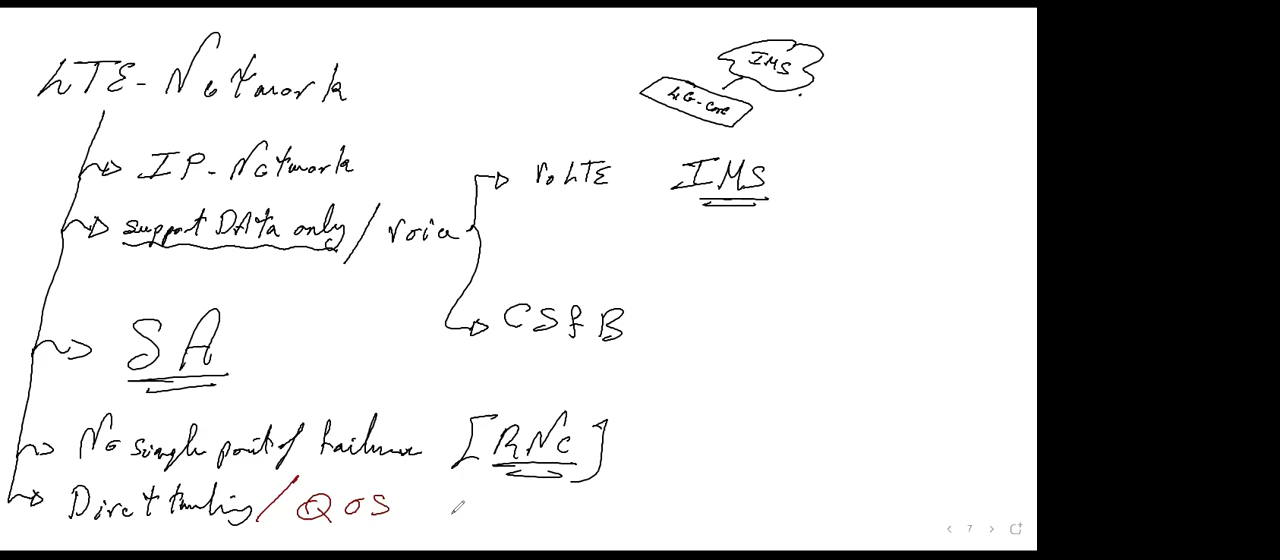 LTE-Network
IMS
4G-core
IP-Network
VoLTE IMS
support DAta only / voice
CSfB
SA
No single point of failure [RNC]
Direct tunling / QOS
7